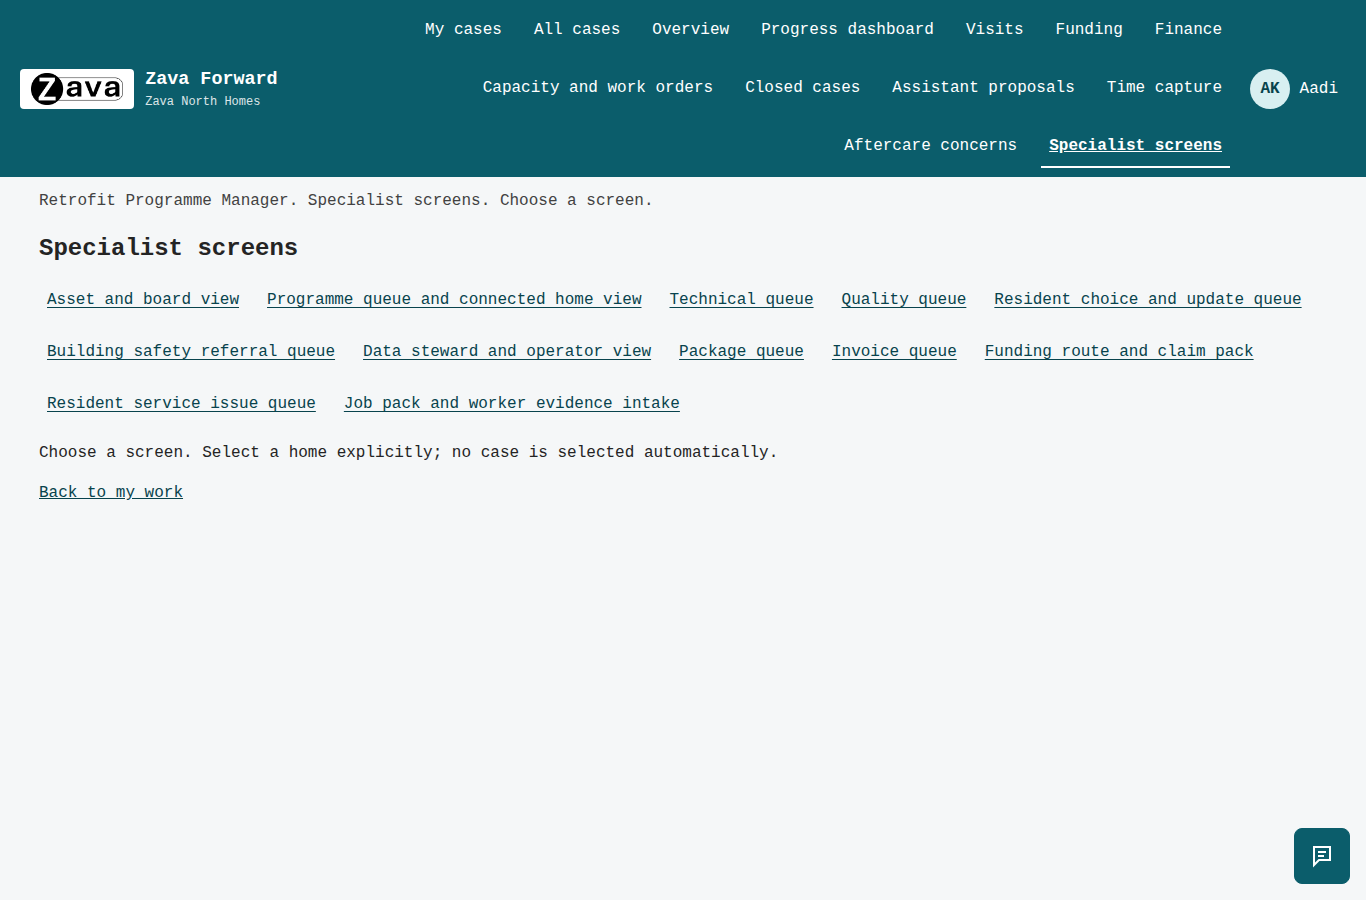 My cases All cases Overview Progress dashboard Visits Funding Finance
Zava
Zava Forward
Zava North Homes
Capacity and work orders Closed cases Assistant proposals Time capture
AK Aadi
Aftercare concerns Specialist screens
Retrofit Programme Manager. Specialist screens. Choose a screen.
Specialist screens
Asset and board view Programme queue and connected home view Technical queue Quality queue Resident choice and update queue
Building safety referral queue Data steward and operator view Package queue Invoice queue Funding route and claim pack
Resident service issue queue Job pack and worker evidence intake
Choose a screen. Select a home explicitly; no case is selected automatically.
Back to my work